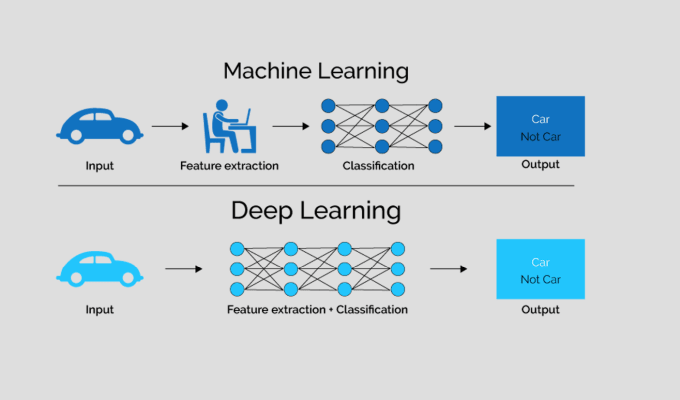 Machine Learning
Car
Not Car
Input
Feature extraction
Classification
Output
Deep Learning
Car
Not Car
Input
Feature extraction + Classification
Output